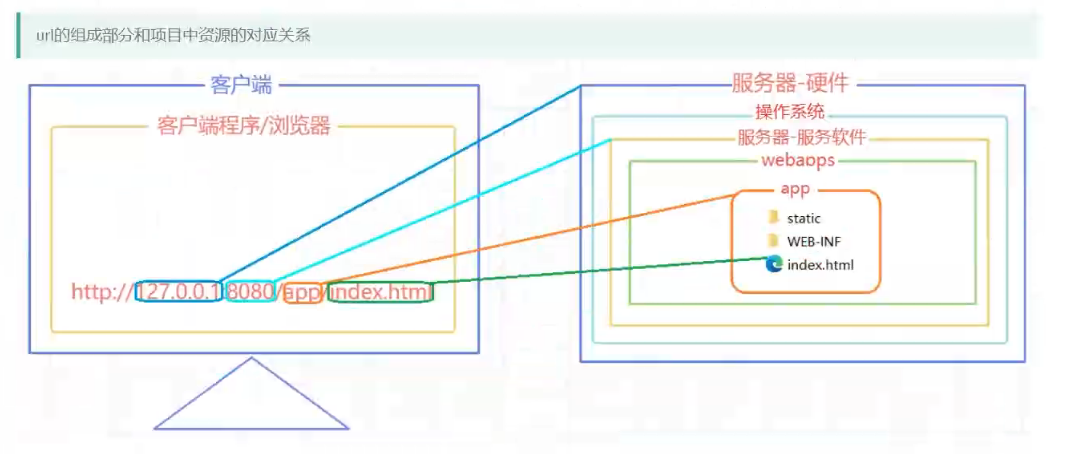 url的组成部分和项目中资源的对应关系
客户端
客户端程序/浏览器
http://127.0.0.1:8080/app/index.html
服务器-硬件
操作系统
服务器-服务软件
webapps
app
static
WEB-INF
index.html